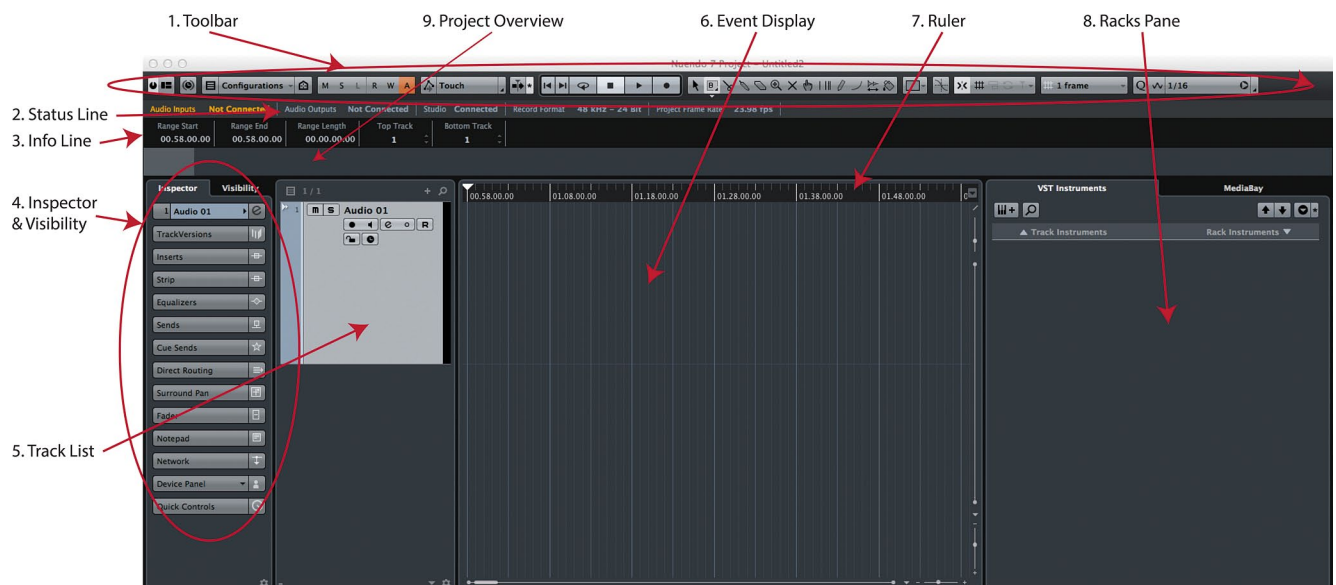 1. Toolbar
9. Project Overview
6. Event Display
7. Ruler
8. Racks Pane
Nuendo 7 Project - Untitled2
Configurations
M S L R W A
Touch
1 frame
Q
1/16
2. Status Line
Audio Inputs Not Connected
Audio Outputs Not Connected
Studio Connected
Record Format 48 kHz - 24 Bit
Project Frame Rate 23.98 fps
3. Info Line
Range Start
Range End
Range Length
Top Track
Bottom Track
00.58.00.00
00.58.00.00
00.00.00.00
1
1
4. Inspector
& Visibility
Inspector
Visibility
1 Audio 01
e
TrackVersions
Inserts
Strip
Equalizers
Sends
Cue Sends
Direct Routing
Surround Pan
Fader
Notepad
Network
Device Panel
Quick Controls
5. Track List
1 / 1
1
m S Audio 01
e R
00.58.00.00
01.08.00.00
01.18.00.00
01.28.00.00
01.38.00.00
01.48.00.00
VST Instruments
MediaBay
Track Instruments
Rack Instruments